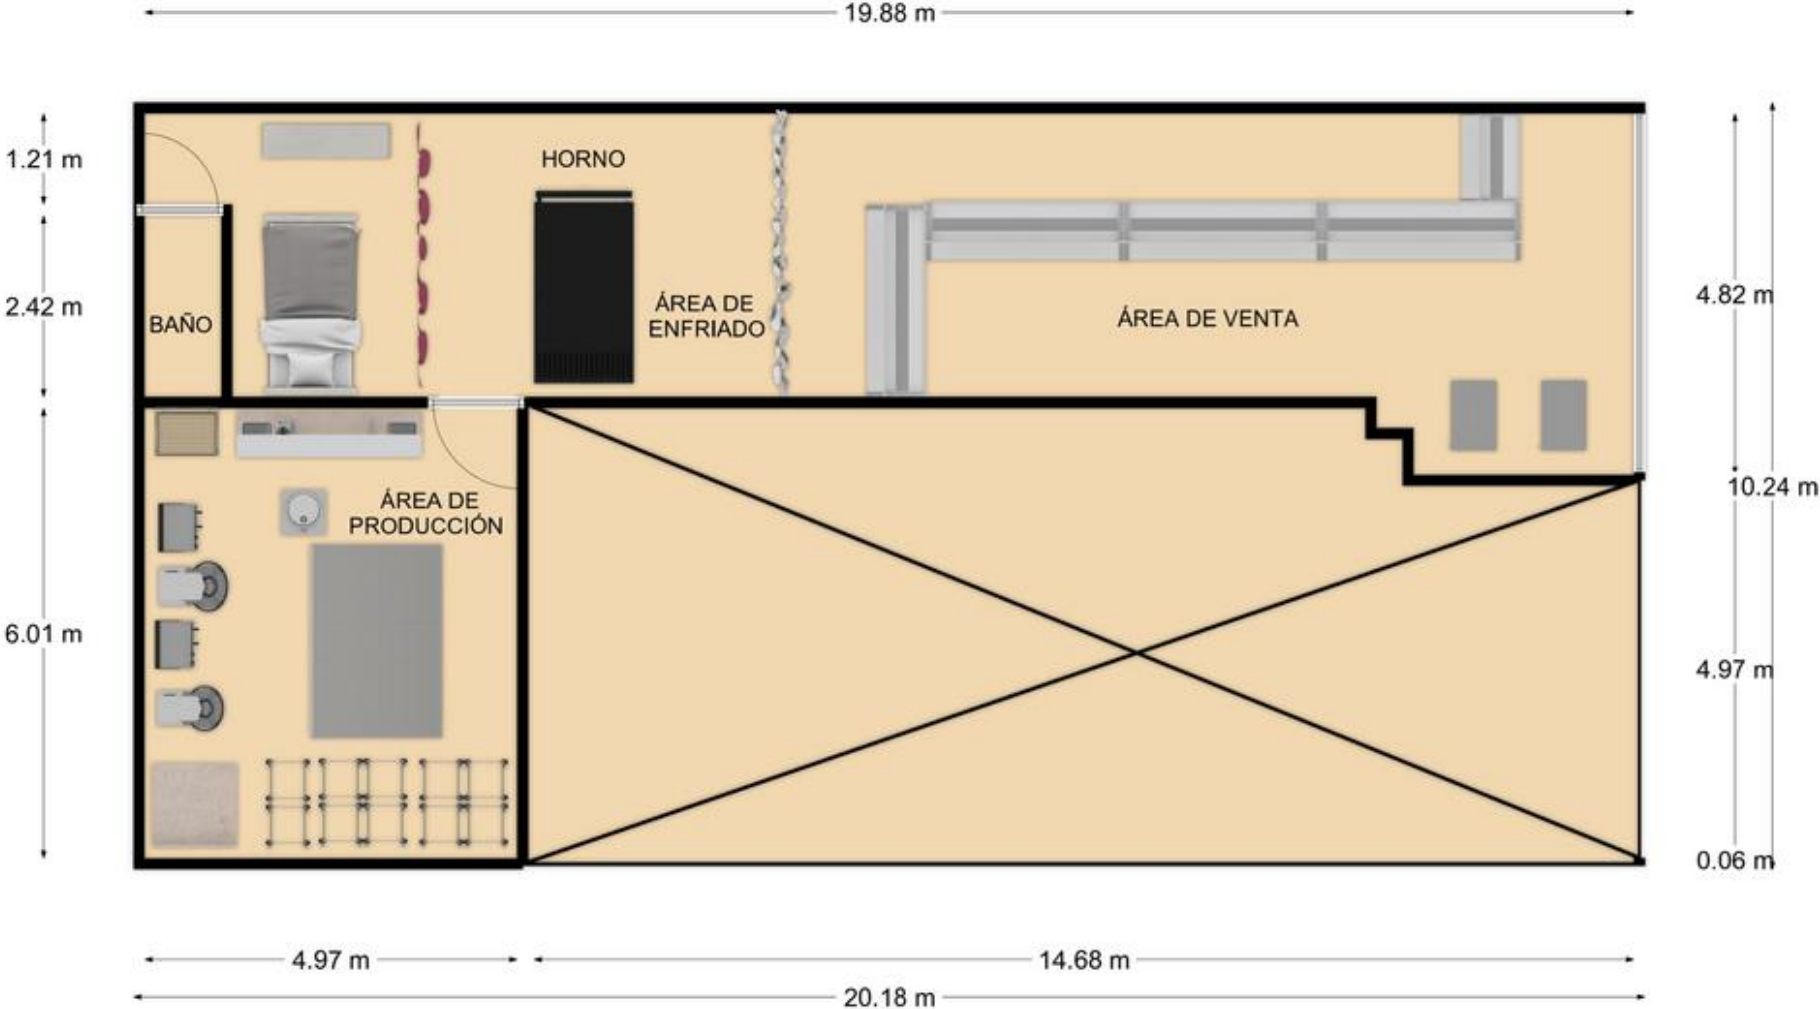 19.88 m
1.21 m
HORNO
2.42 m
BAÑO
ÁREA DE
ENFRIADO
ÁREA DE VENTA
4.82 m
10.24 m
ÁREA DE
PRODUCCIÓN
6.01 m
4.97 m
0.06 m
4.97 m
14.68 m
20.18 m